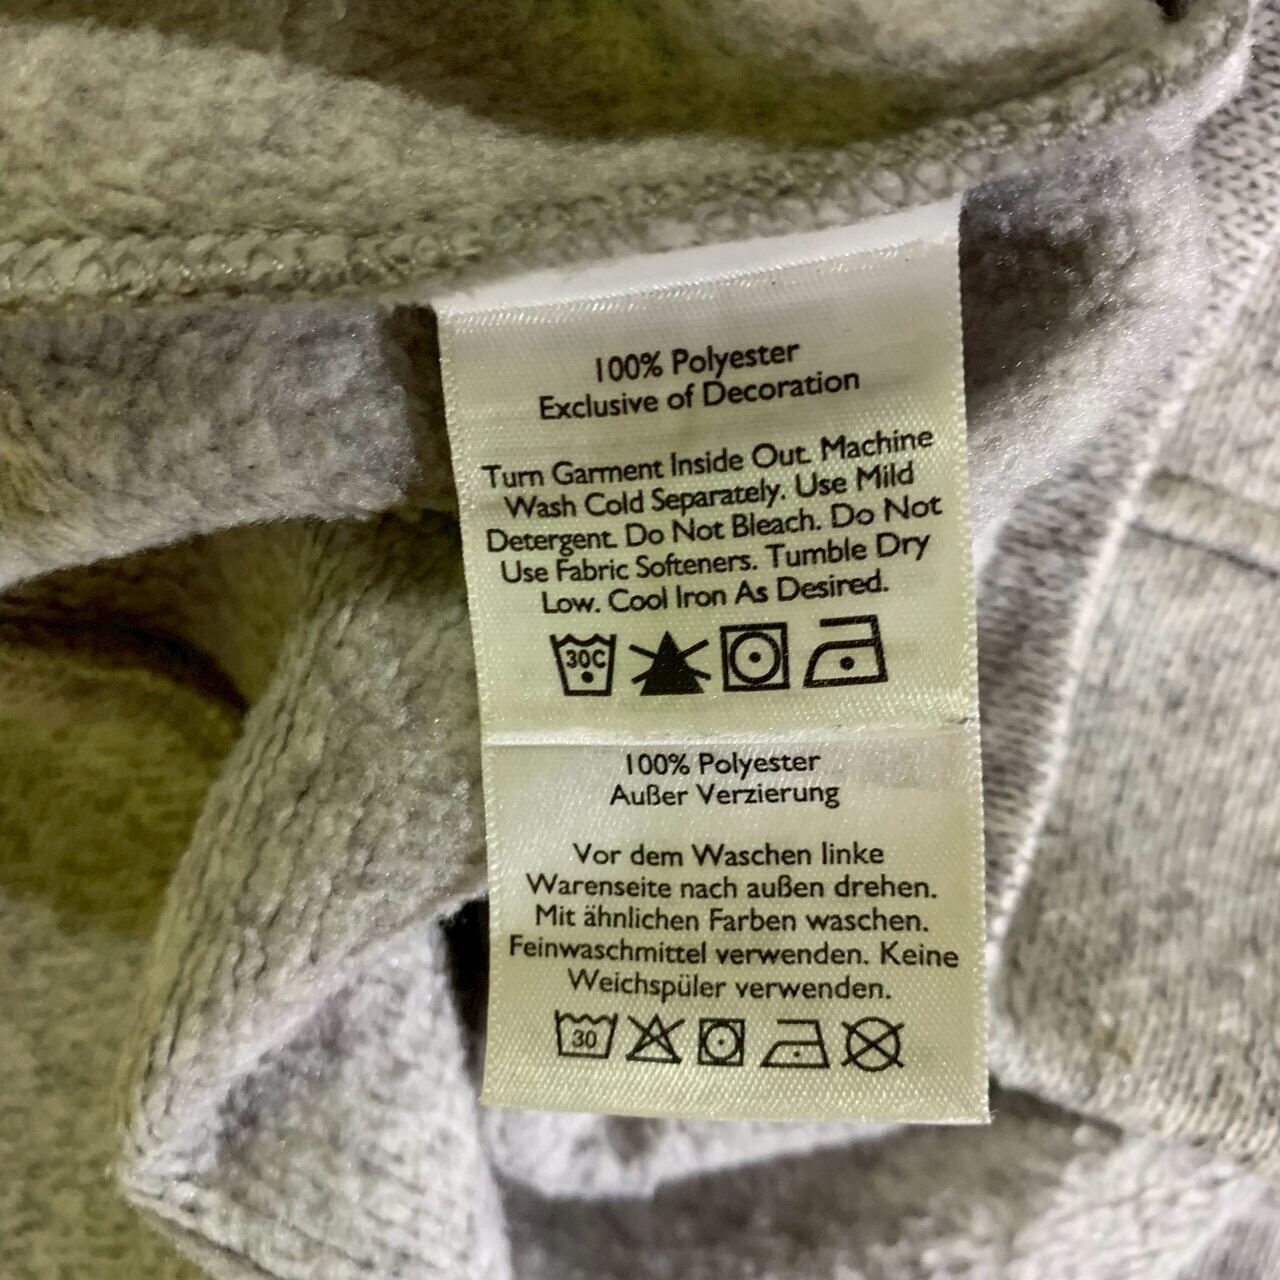 100% Polyester
Exclusive of Decoration
Turn Garment Inside Out. Machine
Wash Cold Separately. Use Mild
Detergent. Do Not Bleach. Do Not
Use Fabric Softeners. Tumble Dry
Low. Cool Iron As Desired.
30C
100% Polyester
Außer Verzierung
Vor dem Waschen linke
Warenseite nach außen drehen.
Mit ähnlichen Farben waschen.
Feinwaschmittel verwenden. Keine
Weichspüler verwenden.
30